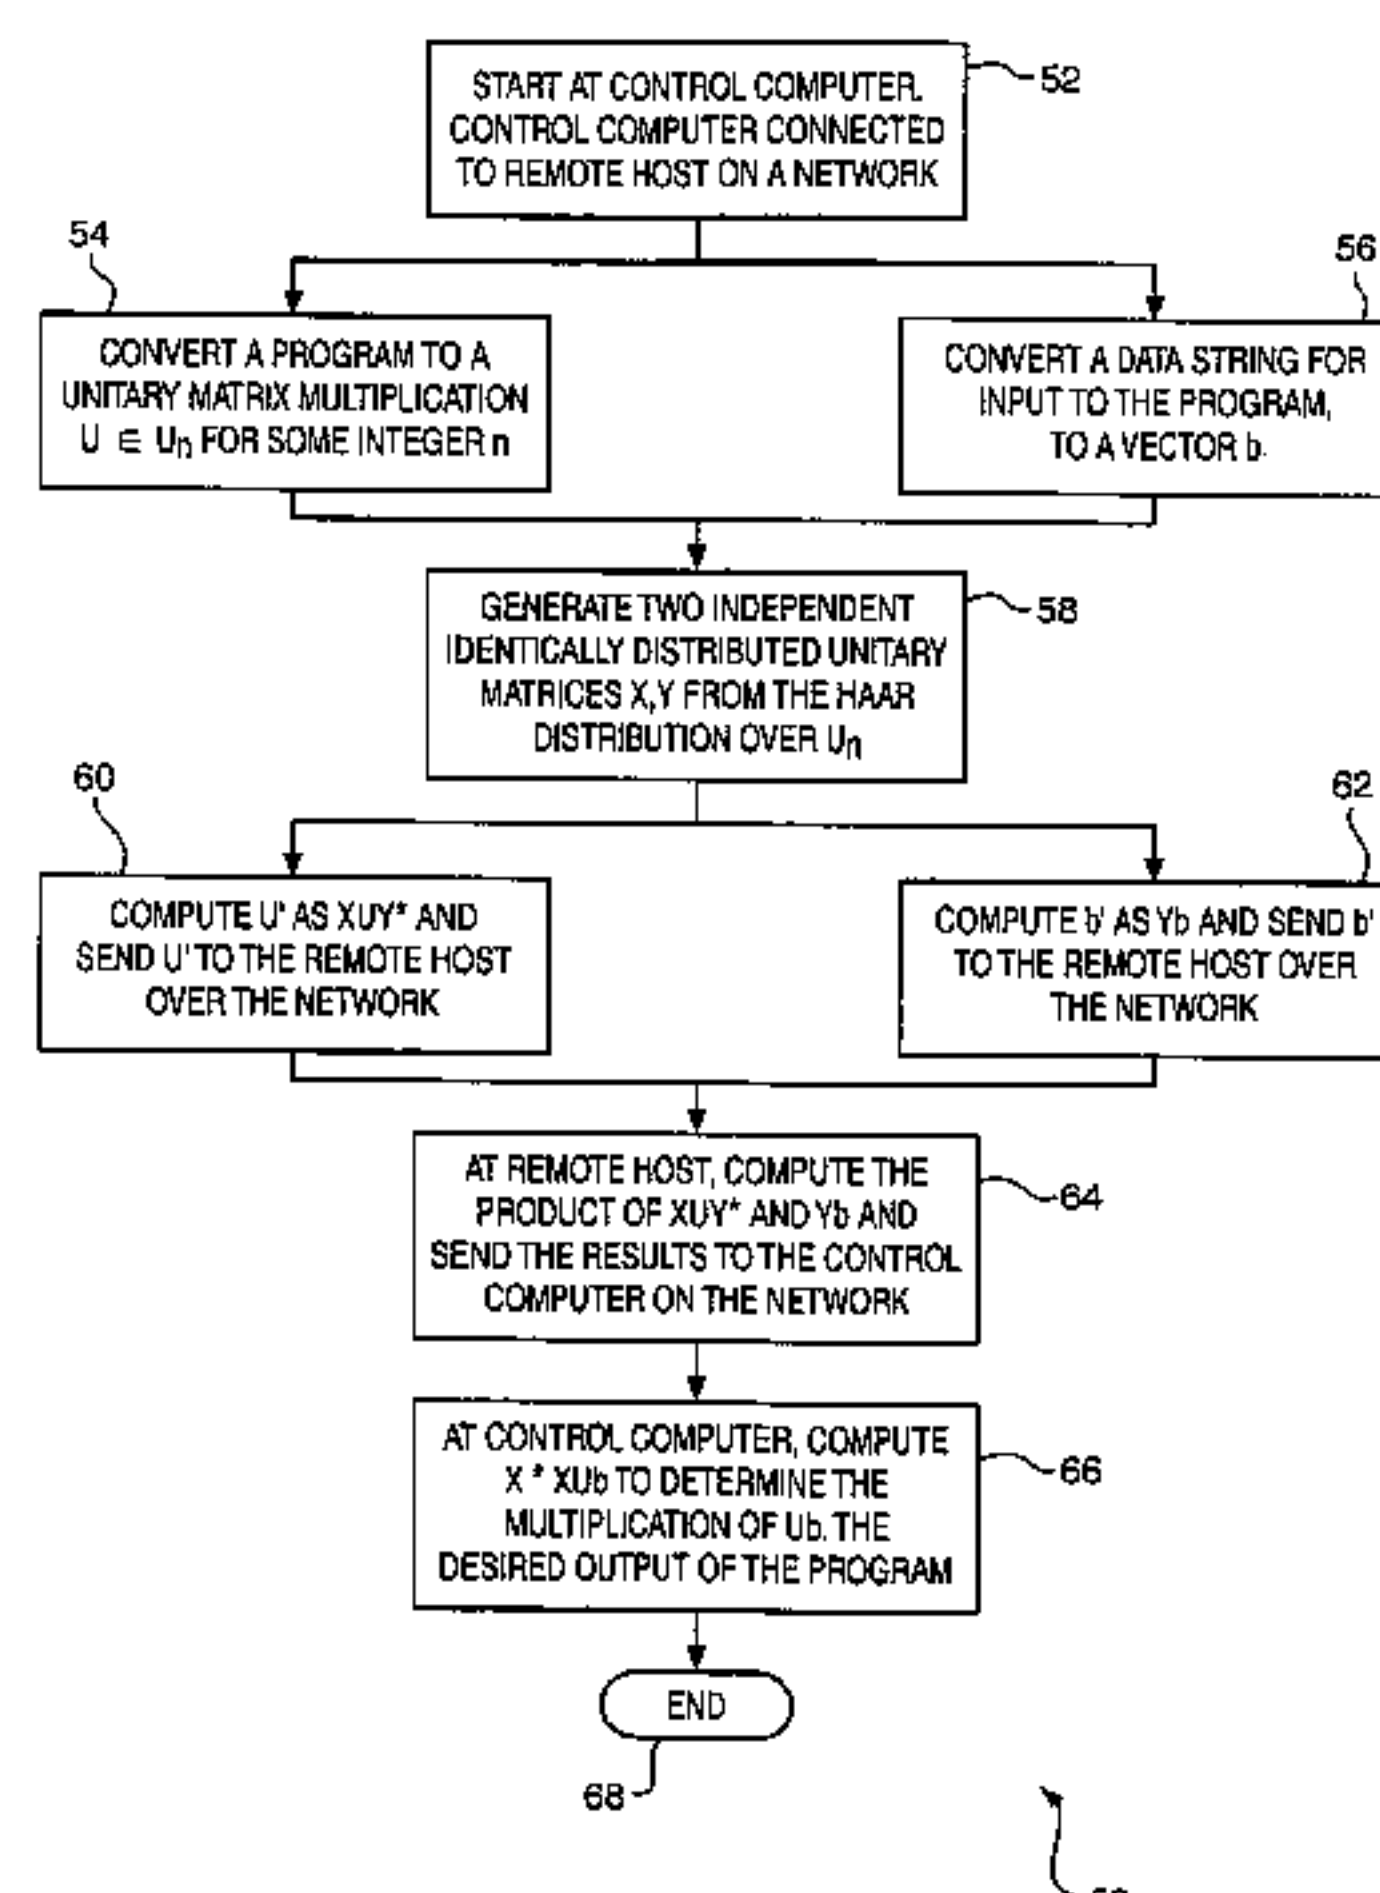 START AT CONTROL COMPUTER.
CONTROL COMPUTER CONNECTED
TO REMOTE HOST ON A NETWORK
52
54
CONVERT A PROGRAM TO A
UNITARY MATRIX MULTIPLICATION
U ∈ Un FOR SOME INTEGER n
56
CONVERT A DATA STRING FOR
INPUT TO THE PROGRAM,
TO A VECTOR b.
GENERATE TWO INDEPENDENT
IDENTICALLY DISTRIBUTED UNITARY
MATRICES X,Y FROM THE HAAR
DISTRIBUTION OVER Un
58
60
COMPUTE U' AS XUY* AND
SEND U' TO THE REMOTE HOST
OVER THE NETWORK
62
COMPUTE b' AS Yb AND SEND b'
TO THE REMOTE HOST OVER
THE NETWORK
AT REMOTE HOST, COMPUTE THE
PRODUCT OF XUY* AND Yb AND
SEND THE RESULTS TO THE CONTROL
COMPUTER ON THE NETWORK
64
AT CONTROL COMPUTER, COMPUTE
X * XUb TO DETERMINE THE
MULTIPLICATION OF Ub. THE
DESIRED OUTPUT OF THE PROGRAM
66
END
68